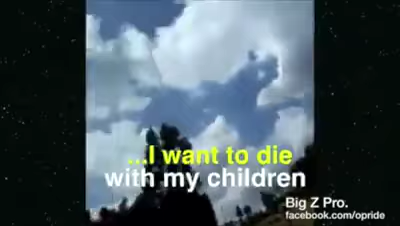 ...I want to die
with my children
Big Z Pro.
facebook.com/opride